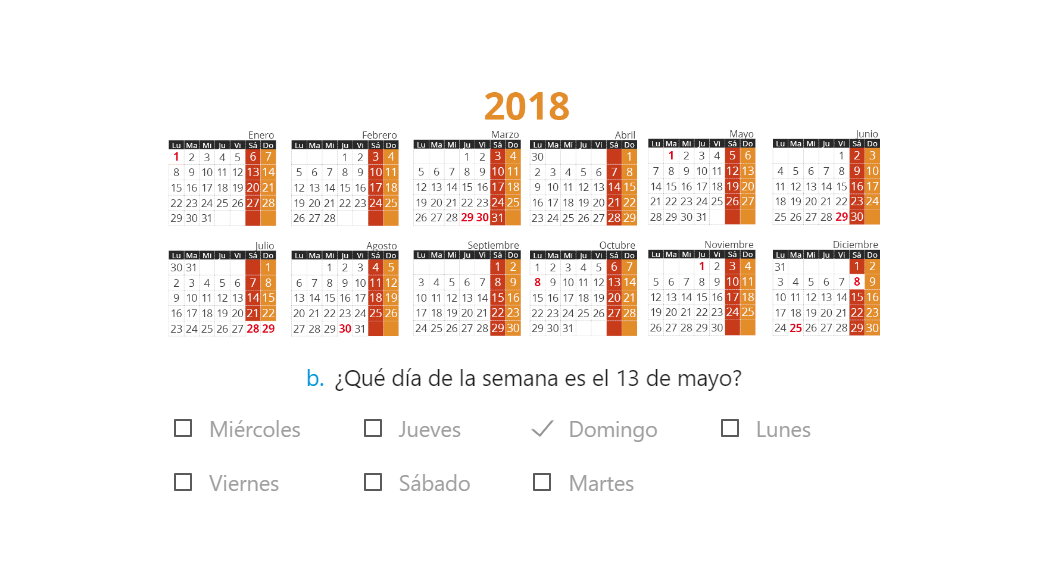 2018
Enero Febrero Marzo Abril Mayo Junio
Lu Ma Mi Ju Vi Sá Do Lu Ma Mi Ju Vi Sá Do Lu Ma Mi Ju Vi Sá Do Lu Ma Mi Ju Vi Sá Do Lu Ma Mi Ju Vi Sá Do Lu Ma Mi Ju Vi Sá Do
1 2 3 4 5 6 7 1 2 3 4 1 2 3 4 30 1 1 2 3 4 5 6 1 2 3
8 9 10 11 12 13 14 5 6 7 8 9 10 11 5 6 7 8 9 10 11 2 3 4 5 6 7 8 7 8 9 10 11 12 13 4 5 6 7 8 9 10
15 16 17 18 19 20 21 12 13 14 15 16 17 18 12 13 14 15 16 17 18 9 10 11 12 13 14 15 14 15 16 17 18 19 20 11 12 13 14 15 16 17
22 23 24 25 26 27 28 19 20 21 22 23 24 25 19 20 21 22 23 24 25 16 17 18 19 20 21 22 21 22 23 24 25 26 27 18 19 20 21 22 23 24
29 30 31 26 27 28 26 27 28 29 30 31 23 24 25 26 27 28 29 28 29 30 31 25 26 27 28 29 30
Julio Agosto Septiembre Octubre Noviembre Diciembre
Lu Ma Mi Ju Vi Sá Do Lu Ma Mi Ju Vi Sá Do Lu Ma Mi Ju Vi Sá Do Lu Ma Mi Ju Vi Sá Do Lu Ma Mi Ju Vi Sá Do Lu Ma Mi Ju Vi Sá Do
30 31 1 1 2 3 4 5 1 2 1 2 3 4 5 6 7 1 2 3 4 31 1 2
2 3 4 5 6 7 8 6 7 8 9 10 11 12 3 4 5 6 7 8 9 8 9 10 11 12 13 14 5 6 7 8 9 10 11 3 4 5 6 7 8 9
9 10 11 12 13 14 15 13 14 15 16 17 18 19 10 11 12 13 14 15 16 15 16 17 18 19 20 21 12 13 14 15 16 17 18 10 11 12 13 14 15 16
16 17 18 19 20 21 22 20 21 22 23 24 25 26 17 18 19 20 21 22 23 22 23 24 25 26 27 28 19 20 21 22 23 24 25 17 18 19 20 21 22 23
23 24 25 26 27 28 29 27 28 29 30 31 24 25 26 27 28 29 30 29 30 31 26 27 28 29 30 24 25 26 27 28 29 30
b. ¿Qué día de la semana es el 13 de mayo?
Miércoles Jueves Domingo Lunes
Viernes Sábado Martes